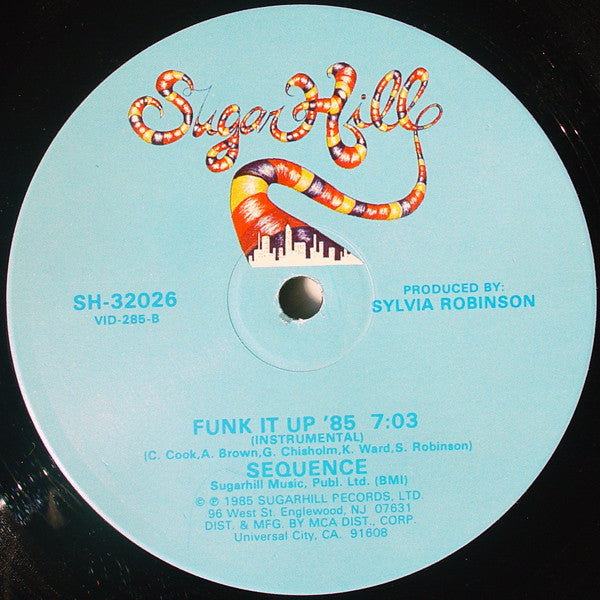 Sugar Hill
SH-32026
VID-285-B
PRODUCED BY:
SYLVIA ROBINSON
FUNK IT UP '85 7:03
(INSTRUMENTAL)
(C. Cook,A. Brown,G. Chisholm,K. Ward,S. Robinson)
SEQUENCE
Sugarhill Music, Publ. Ltd. (BMI)
© ℗ 1985 SUGARHILL RECORDS, LTD.
96 West St. Englewood, NJ 07631
DIST. & MFG. BY MCA DIST., CORP.
Universal City, CA. 91608